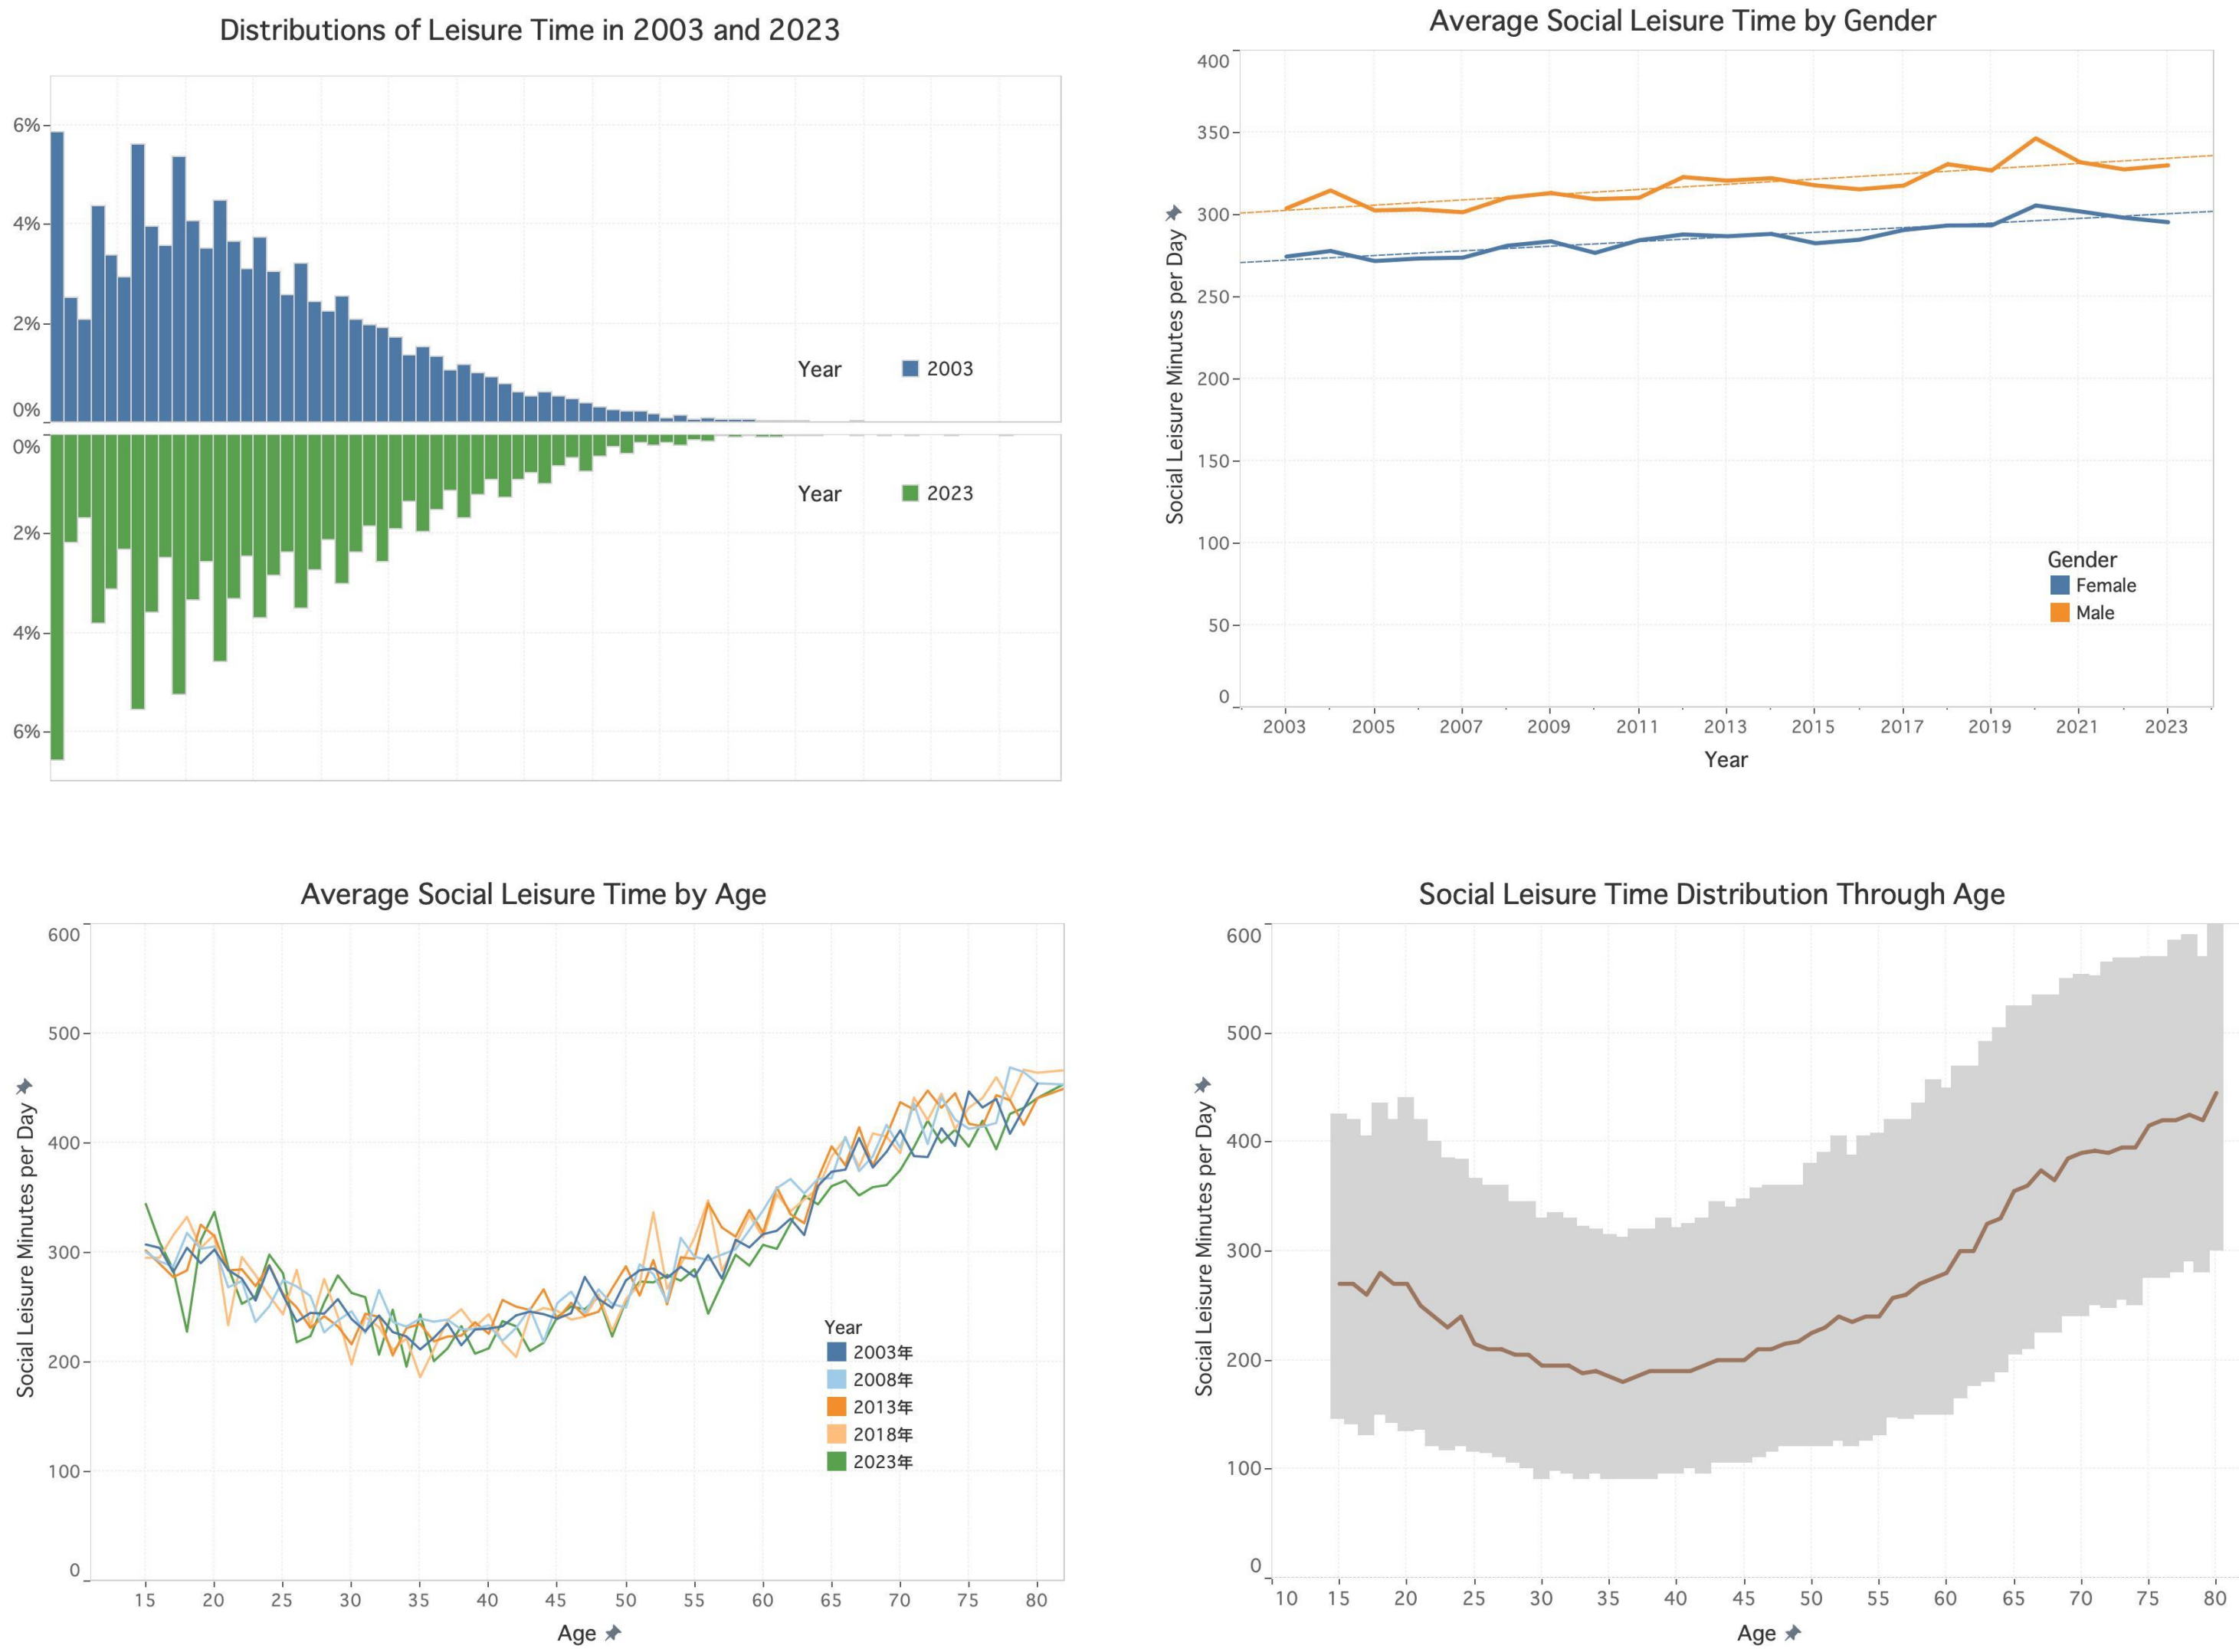 Distributions of Leisure Time in 2003 and 2023
6%
4%
2%
0%
Year 2003
0%
2%
4%
6%
Year 2023
Average Social Leisure Time by Gender
Social Leisure Minutes per Day
400
350
300
250
200
150
100
50
0
Gender
Female
Male
2003 2005 2007 2009 2011 2013 2015 2017 2019 2021 2023
Year
Average Social Leisure Time by Age
Social Leisure Minutes per Day
600
500
400
300
200
100
0
Year
2003年
2008年
2013年
2018年
2023年
15 20 25 30 35 40 45 50 55 60 65 70 75 80
Age
Social Leisure Time Distribution Through Age
Social Leisure Minutes per Day
600
500
400
300
200
100
0
10 15 20 25 30 35 40 45 50 55 60 65 70 75 80
Age